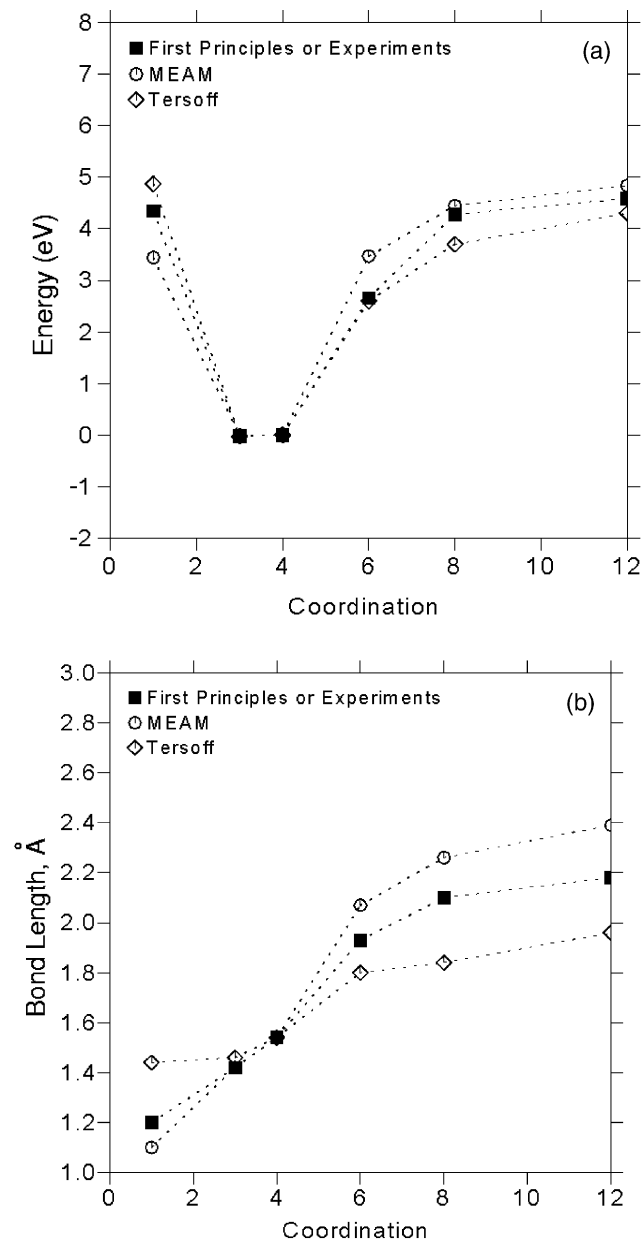 8
(a)
First Principles or Experiments
7
MEAM
Tersoff
6
5
4
3
2
1
0
-1
-2
Energy (eV)
0 2 4 6 8 10 12
Coordination
3.0
(b)
First Principles or Experiments
2.8
MEAM
Tersoff
2.6
2.4
2.2
2.0
1.8
1.6
1.4
1.2
1.0
Bond Length, Å
0 2 4 6 8 10 12
Coordination